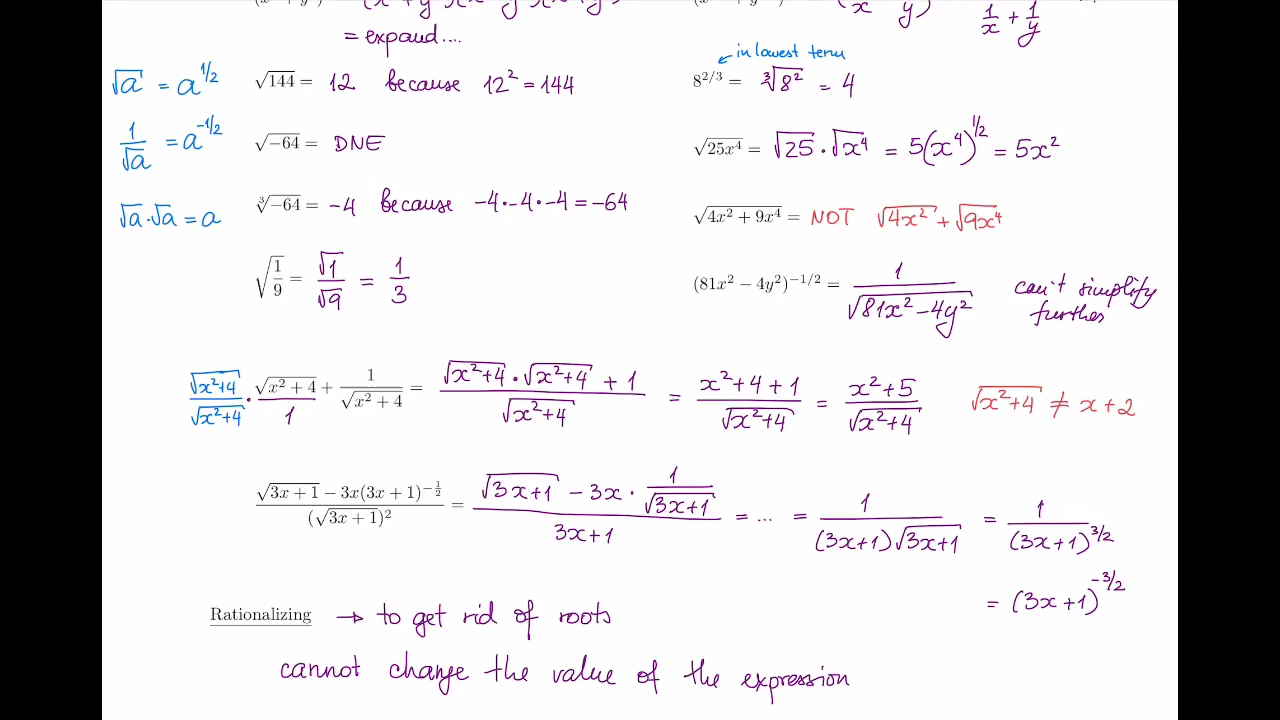 = expand....
1/x + 1/y
in lowest term
√a = a^{1/2}
√144 = 12 because 12² = 144
8^{2/3} = ∛8² = 4
1/√a = a^{-1/2}
√-64 = DNE
√25x⁴ = √25 · √x⁴ = 5(x⁴)^{1/2} = 5x²
√a · √a = a
∛-64 = -4 because -4 · -4 · -4 = -64
√4x² + 9x⁴ = NOT √4x² + √9x⁴
√(1/9) = √1/√9 = 1/3
(81x² − 4y²)^{−1/2} = 1/√(81x² − 4y²) can't simplify
further
√(x²+4)/√(x²+4) · √(x² + 4)/1 + 1/√(x² + 4) = (√(x²+4) · √(x²+4) + 1)/√(x²+4) = (x²+4+1)/√(x²+4) = (x²+5)/√(x²+4) √(x²+4) ≠ x+2
(√(3x + 1) − 3x(3x + 1)^{−1/2})/(√(3x + 1))² = (√(3x+1) − 3x · 1/√(3x+1))/(3x+1) = ... = 1/((3x+1)√(3x+1)) = 1/(3x+1)^{3/2}
= (3x+1)^{-3/2}
Rationalizing → to get rid of roots
cannot change the value of the expression